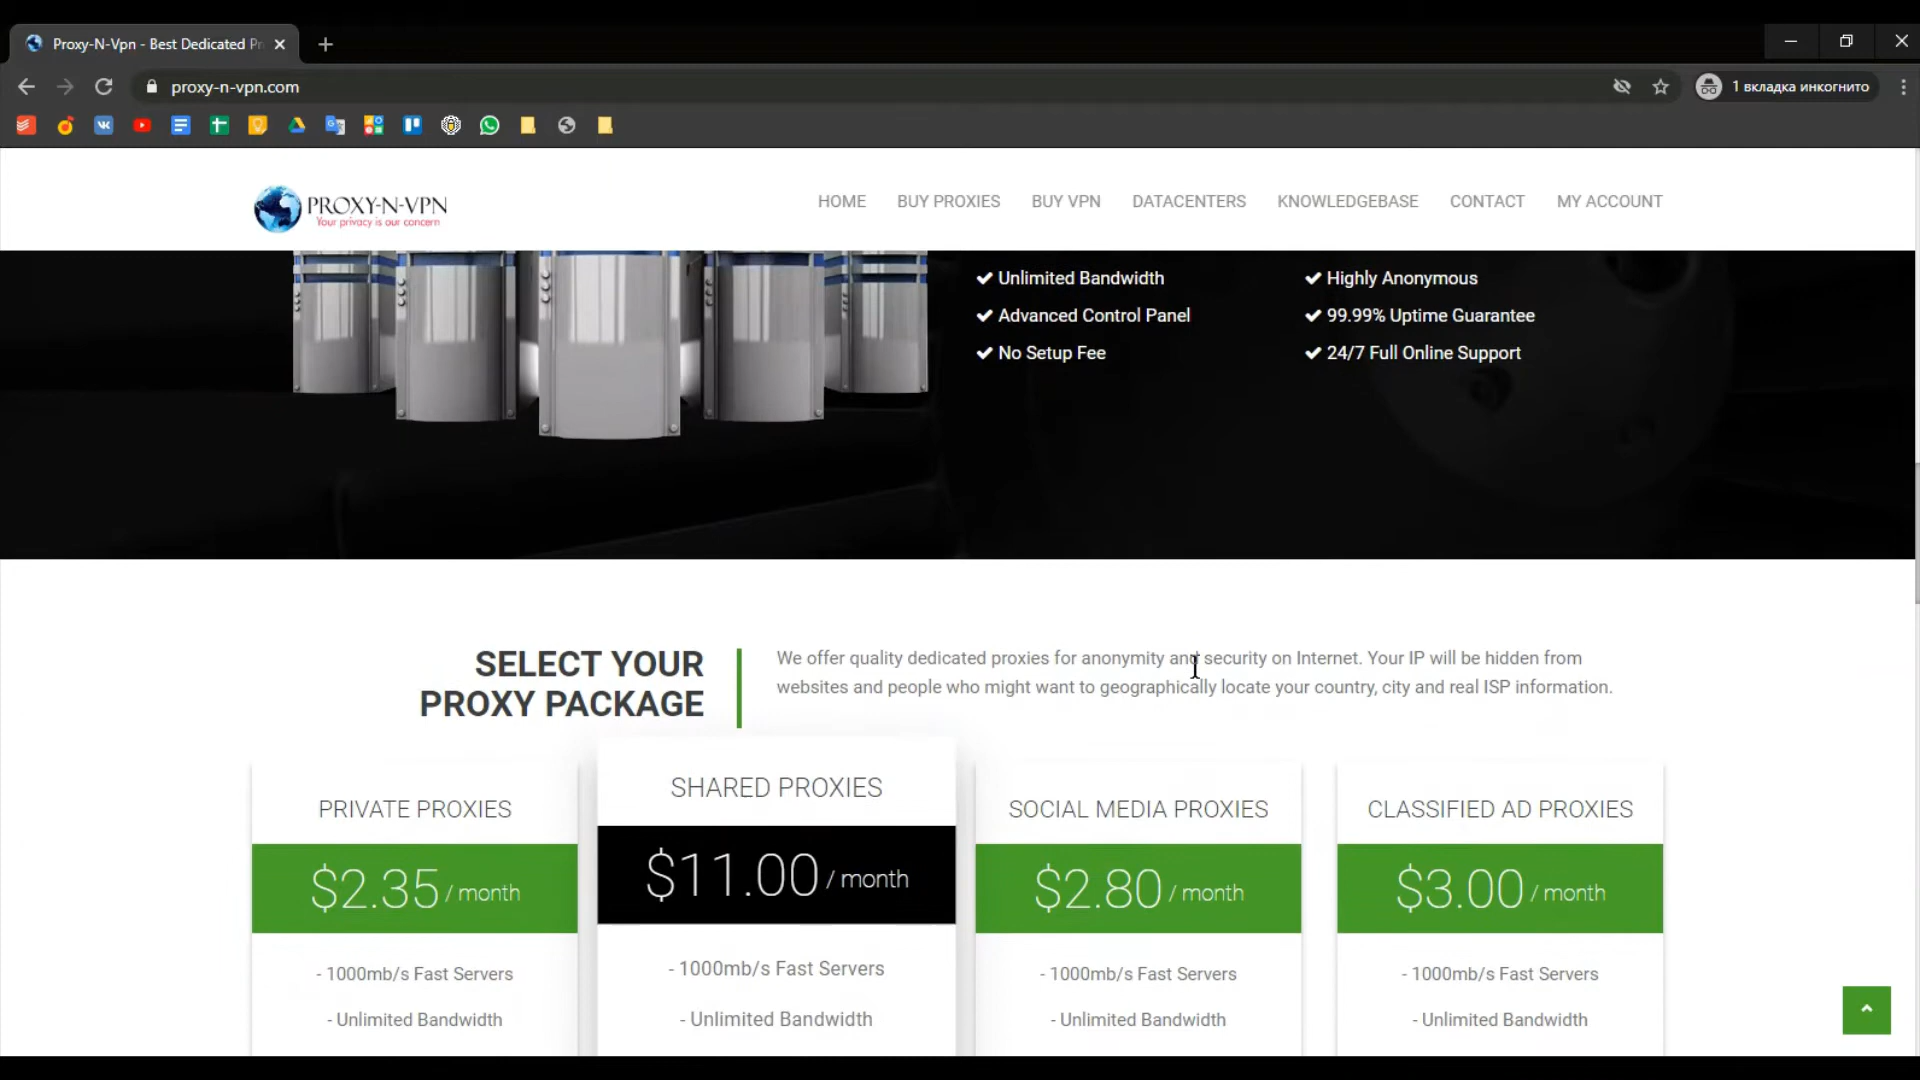 Proxy-N-Vpn - Best Dedicated Pr
proxy-n-vpn.com
1 вкладка инкогнито
PROXY-N-VPN
Your privacy is our concern
HOME
BUY PROXIES
BUY VPN
DATACENTERS
KNOWLEDGEBASE
CONTACT
MY ACCOUNT
Unlimited Bandwidth
Highly Anonymous
Advanced Control Panel
99.99% Uptime Guarantee
No Setup Fee
24/7 Full Online Support
SELECT YOUR
PROXY PACKAGE
We offer quality dedicated proxies for anonymity and security on Internet. Your IP will be hidden from
websites and people who might want to geographically locate your country, city and real ISP information.
PRIVATE PROXIES
$2.35 / month
- 1000mb/s Fast Servers
- Unlimited Bandwidth
SHARED PROXIES
$11.00 / month
- 1000mb/s Fast Servers
- Unlimited Bandwidth
SOCIAL MEDIA PROXIES
$2.80 / month
- 1000mb/s Fast Servers
- Unlimited Bandwidth
CLASSIFIED AD PROXIES
$3.00 / month
- 1000mb/s Fast Servers
- Unlimited Bandwidth